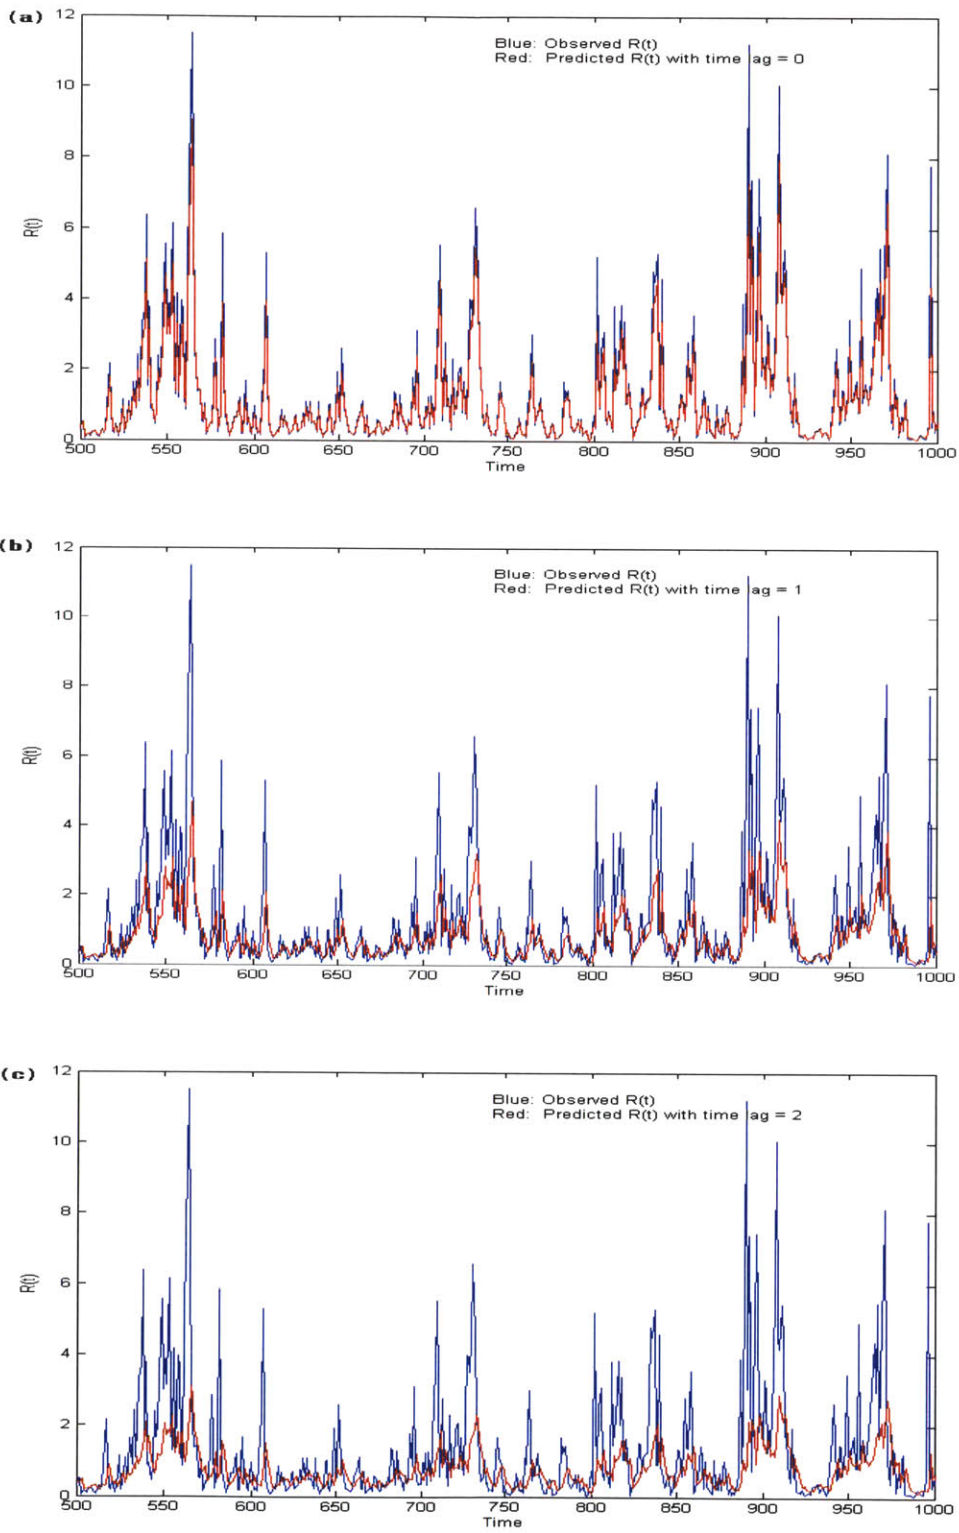 (a)
12
10
8
6
4
2
0
R(t)
Blue: Observed R(t)
Red: Predicted R(t) with time lag = 0
500 550 600 650 700 750 800 850 900 950 1000
Time
(b)
12
10
8
6
4
2
0
R(t)
Blue: Observed R(t)
Red: Predicted R(t) with time lag = 1
500 550 600 650 700 750 800 850 900 950 1000
Time
(c)
12
10
8
6
4
2
0
R(t)
Blue: Observed R(t)
Red: Predicted R(t) with time lag = 2
500 550 600 650 700 750 800 850 900 950 1000
Time